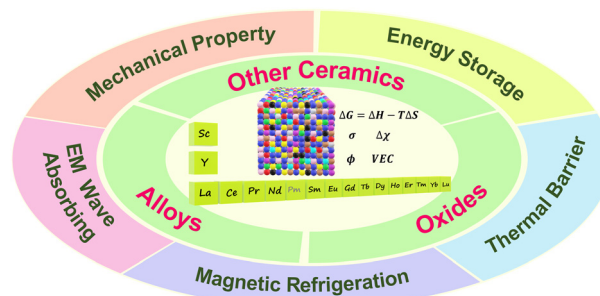 Mechanical Property
Energy Storage
Other Ceramics
ΔG = ΔH − TΔS
σ Δχ
ϕ VEC
Sc
Y
La Ce Pr Nd Pm Sm Eu Gd Tb Dy Ho Er Tm Yb Lu
EM Wave
Absorbing
Alloys
Oxides
Thermal Barrier
Magnetic Refrigeration